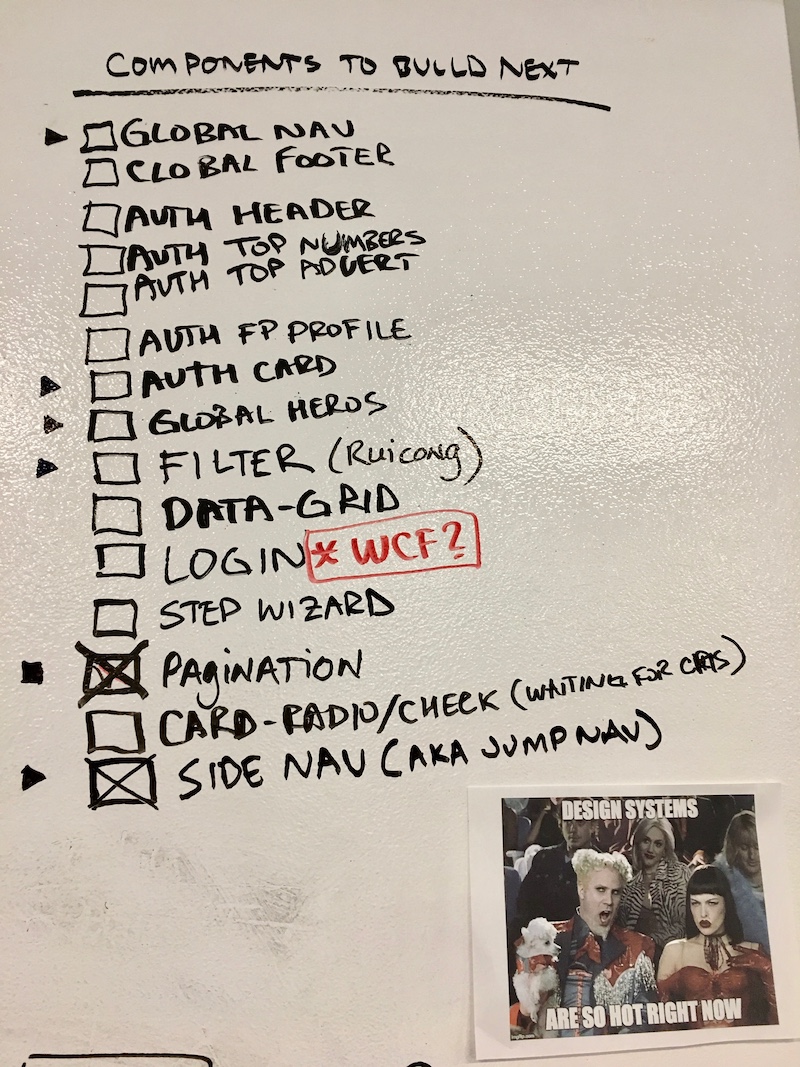 COMPONENTS TO BUILD NEXT
GLOBAL NAV
GLOBAL FOOTER
AUTH HEADER
AUTH TOP NUMBERS
AUTH TOP ADVERT
AUTH FP PROFILE
AUTH CARD
GLOBAL HEROS
FILTER (Ruicong)
DATA-GRID
LOGIN * WCF?
STEP WIZARD
PAgINATION
CARD-RADIO/CHECK (WAITING FOR)
SIDE NAV (AKA JUMP NAV)
DESIGN SYSTEMS
ARE SO HOT RIGHT NOW
imgflip.com